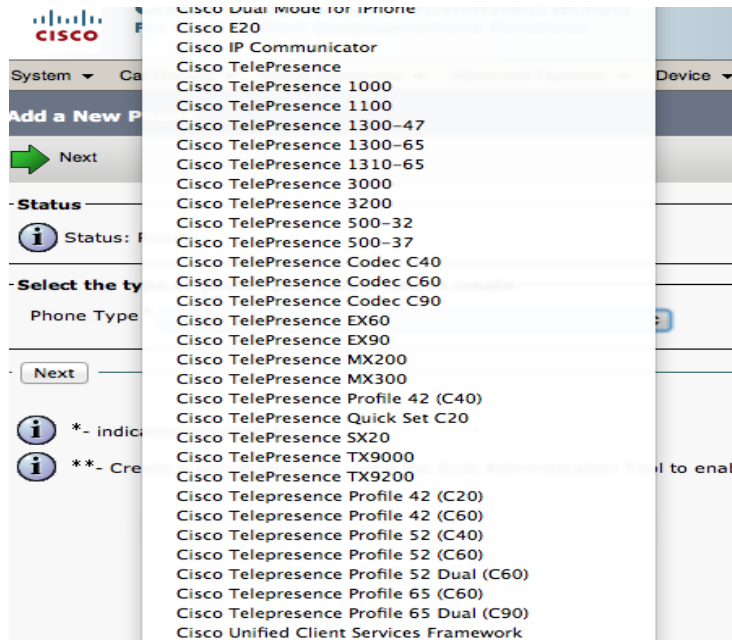 CISCO
System
Device
Add a New P
Next
Status
Status: R
Select the ty
Phone Type
Next
*- indica
**- Crea
l to enal
Cisco Dual Mode for iPhone
Cisco E20
Cisco IP Communicator
Cisco TelePresence
Cisco TelePresence 1000
Cisco TelePresence 1100
Cisco TelePresence 1300-47
Cisco TelePresence 1300-65
Cisco TelePresence 1310-65
Cisco TelePresence 3000
Cisco TelePresence 3200
Cisco TelePresence 500-32
Cisco TelePresence 500-37
Cisco TelePresence Codec C40
Cisco TelePresence Codec C60
Cisco TelePresence Codec C90
Cisco TelePresence EX60
Cisco TelePresence EX90
Cisco TelePresence MX200
Cisco TelePresence MX300
Cisco TelePresence Profile 42 (C40)
Cisco TelePresence Quick Set C20
Cisco TelePresence SX20
Cisco TelePresence TX9000
Cisco TelePresence TX9200
Cisco Telepresence Profile 42 (C20)
Cisco Telepresence Profile 42 (C60)
Cisco Telepresence Profile 52 (C40)
Cisco Telepresence Profile 52 (C60)
Cisco Telepresence Profile 52 Dual (C60)
Cisco Telepresence Profile 65 (C60)
Cisco Telepresence Profile 65 Dual (C90)
Cisco Unified Client Services Framework